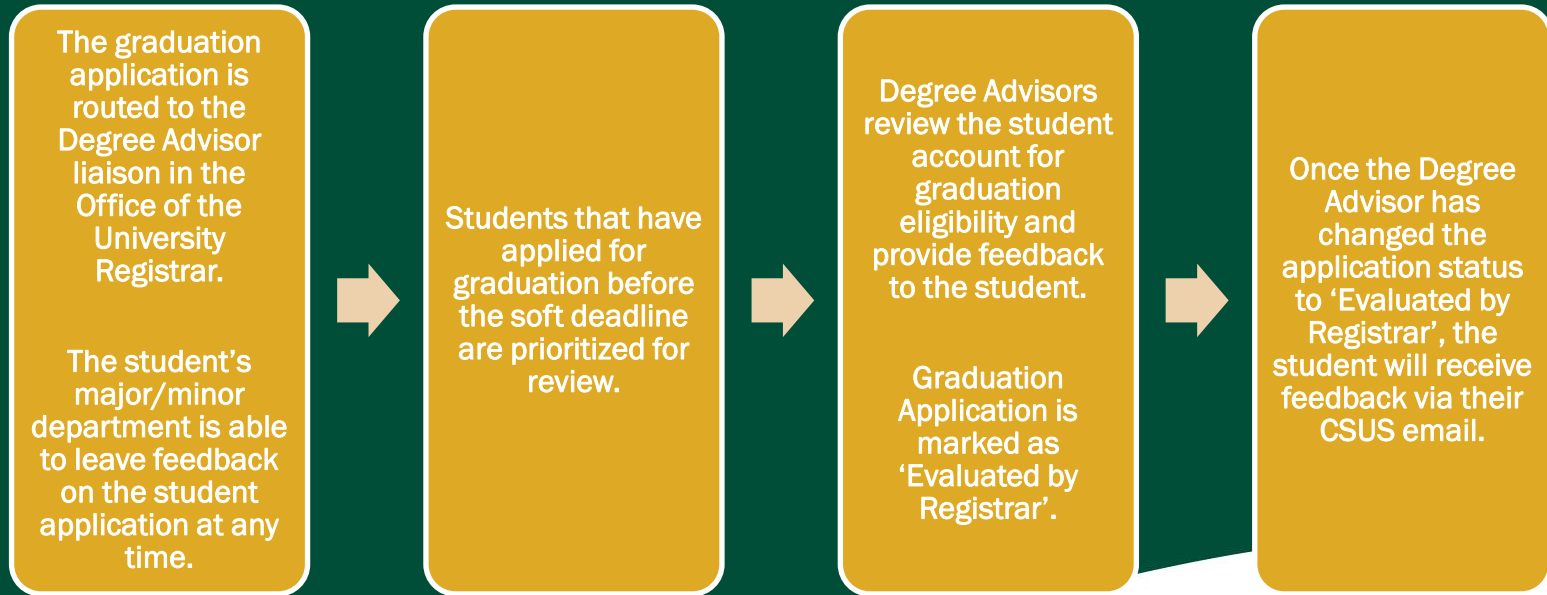 The graduation
application is
routed to the
Degree Advisor
liaison in the
Office of the
University
Registrar.
The student’s
major/minor
department is able
to leave feedback
on the student
application at any
time.
Students that have
applied for
graduation before
the soft deadline
are prioritized for
review.
Degree Advisors
review the student
account for
graduation
eligibility and
provide feedback
to the student.
Graduation
Application is
marked as
‘Evaluated by
Registrar’.
Once the Degree
Advisor has
changed the
application status
to ‘Evaluated by
Registrar’, the
student will receive
feedback via their
CSUS email.